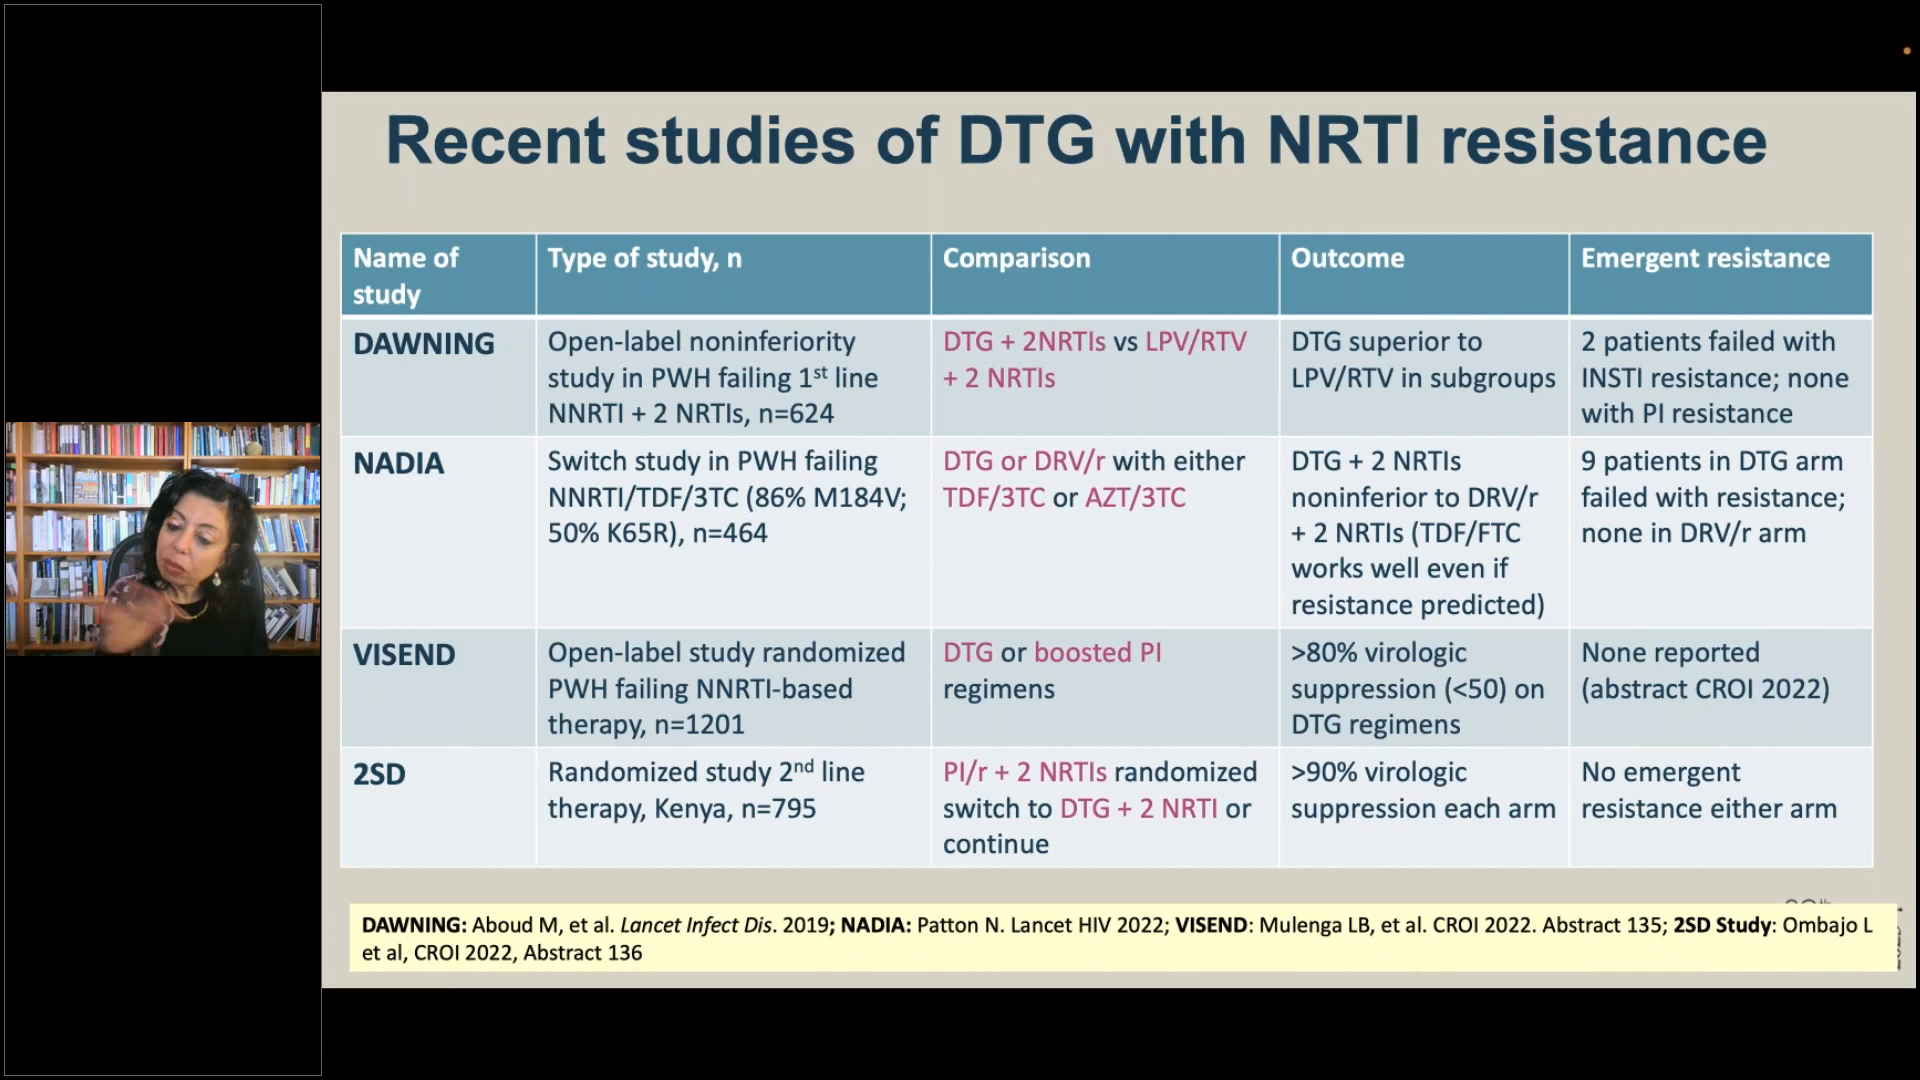 Recent studies of DTG with NRTI resistance
Name of
study
Type of study, n
Comparison
Outcome
Emergent resistance
DAWNING
Open-label noninferiority
study in PWH failing 1st line
NNRTI + 2 NRTIs, n=624
DTG + 2NRTIs vs LPV/RTV
+ 2 NRTIs
DTG superior to
LPV/RTV in subgroups
2 patients failed with
INSTI resistance; none
with PI resistance
NADIA
Switch study in PWH failing
NNRTI/TDF/3TC (86% M184V;
50% K65R), n=464
DTG or DRV/r with either
TDF/3TC or AZT/3TC
DTG + 2 NRTIs
noninferior to DRV/r
+ 2 NRTIs (TDF/FTC
works well even if
resistance predicted)
9 patients in DTG arm
failed with resistance;
none in DRV/r arm
VISEND
Open-label study randomized
PWH failing NNRTI-based
therapy, n=1201
DTG or boosted PI
regimens
>80% virologic
suppression (<50) on
DTG regimens
None reported
(abstract CROI 2022)
2SD
Randomized study 2nd line
therapy, Kenya, n=795
PI/r + 2 NRTIs randomized
switch to DTG + 2 NRTI or
continue
>90% virologic
suppression each arm
No emergent
resistance either arm
DAWNING: Aboud M, et al. Lancet Infect Dis. 2019; NADIA: Patton N. Lancet HIV 2022; VISEND: Mulenga LB, et al. CROI 2022. Abstract 135; 2SD Study: Ombajo L
et al, CROI 2022, Abstract 136